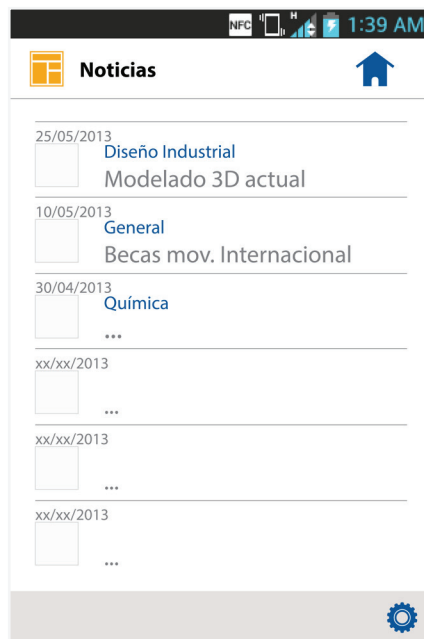 NFC H 1:39 AM
Noticias
25/05/2013
Diseño Industrial
Modelado 3D actual
10/05/2013
General
Becas mov. Internacional
30/04/2013
Química
...
xx/xx/2013
...
xx/xx/2013
...
xx/xx/2013
...